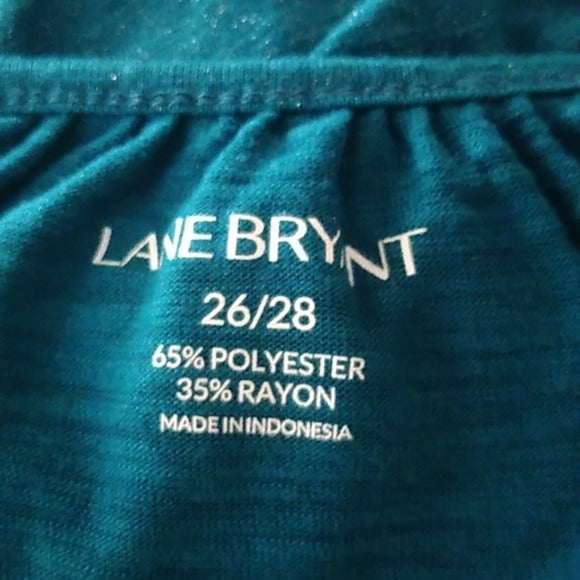 LANE BRYANT
26/28
65% POLYESTER
35% RAYON
MADE IN INDONESIA